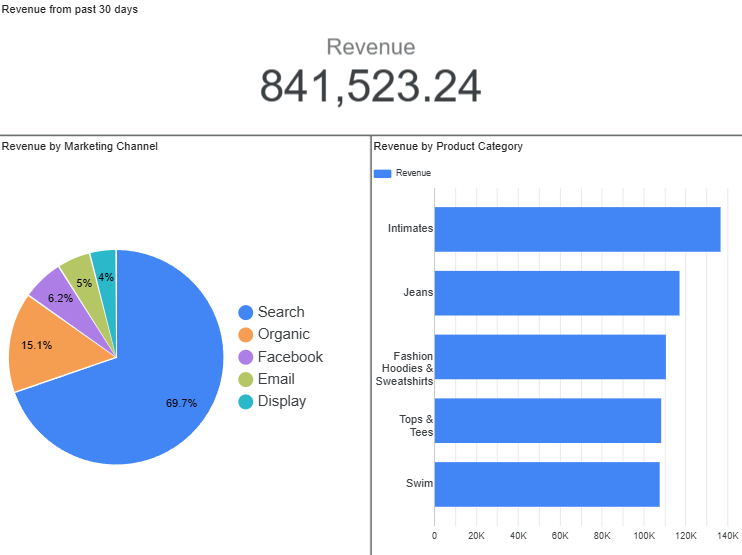 Revenue from past 30 days
Revenue
841,523.24
Revenue by Marketing Channel
4%
5%
6.2%
15.1%
69.7%
Search
Organic
Facebook
Email
Display
Revenue by Product Category
Revenue
Intimates
Jeans
Fashion
Hoodies &
Sweatshirts
Tops &
Tees
Swim
0 20K 40K 60K 80K 100K 120K 140K